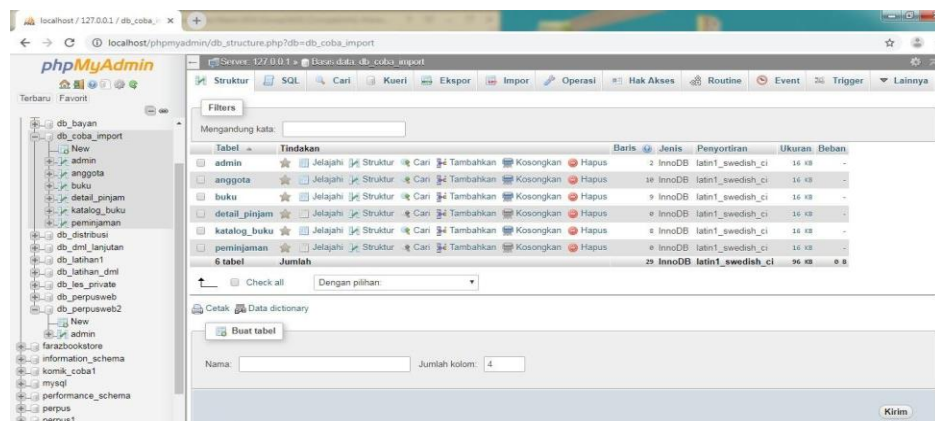 localhost / 127.0.0.1 / db_coba_i
localhost/phpmyadmin/db_structure.php?db=db_coba_import
phpMyAdmin
Terbaru Favorit
db_bayan
db_coba_import
New
admin
anggota
buku
detail_pinjam
katalog_buku
peminjaman
db_distribusi
db_dml_lanjutan
db_latihan1
db_latihan_dml
db_les_private
db_perpusweb
db_perpusweb2
New
admin
farazbookstore
information_schema
komik_coba1
mysql
performance_schema
perpus
perpus1
Server: 127.0.0.1 » Basis data: db_coba_import
Struktur SQL Cari Kueri Ekspor Impor Operasi Hak Akses Routine Event Trigger Lainnya
Filters
Mengandung kata:
Tabel Tindakan Baris Jenis Penyortiran Ukuran Beban
admin Jelajahi Struktur Cari Tambahkan Kosongkan Hapus 2 InnoDB latin1_swedish_ci 16 KB -
anggota Jelajahi Struktur Cari Tambahkan Kosongkan Hapus 10 InnoDB latin1_swedish_ci 16 KB -
buku Jelajahi Struktur Cari Tambahkan Kosongkan Hapus 9 InnoDB latin1_swedish_ci 16 KB -
detail_pinjam Jelajahi Struktur Cari Tambahkan Kosongkan Hapus 0 InnoDB latin1_swedish_ci 16 KB -
katalog_buku Jelajahi Struktur Cari Tambahkan Kosongkan Hapus 8 InnoDB latin1_swedish_ci 16 KB -
peminjaman Jelajahi Struktur Cari Tambahkan Kosongkan Hapus 0 InnoDB latin1_swedish_ci 16 KB -
6 tabel Jumlah 29 InnoDB latin1_swedish_ci 96 KB 0 B
Check all Dengan pilihan:
Cetak Data dictionary
Buat tabel
Nama: Jumlah kolom: 4
Kirim